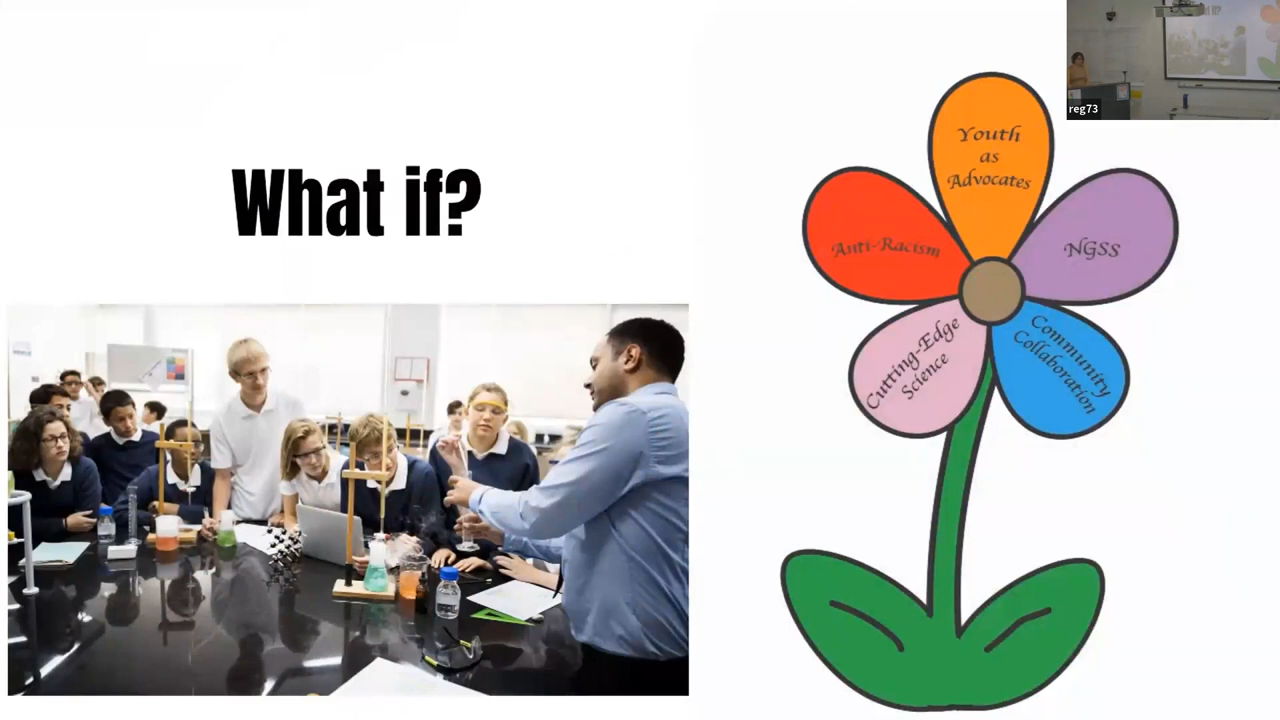 What if?
Youth
as
Advocates
Anti-Racism
NGSS
Cutting-Edge
Science
Community
Collaboration
reg73